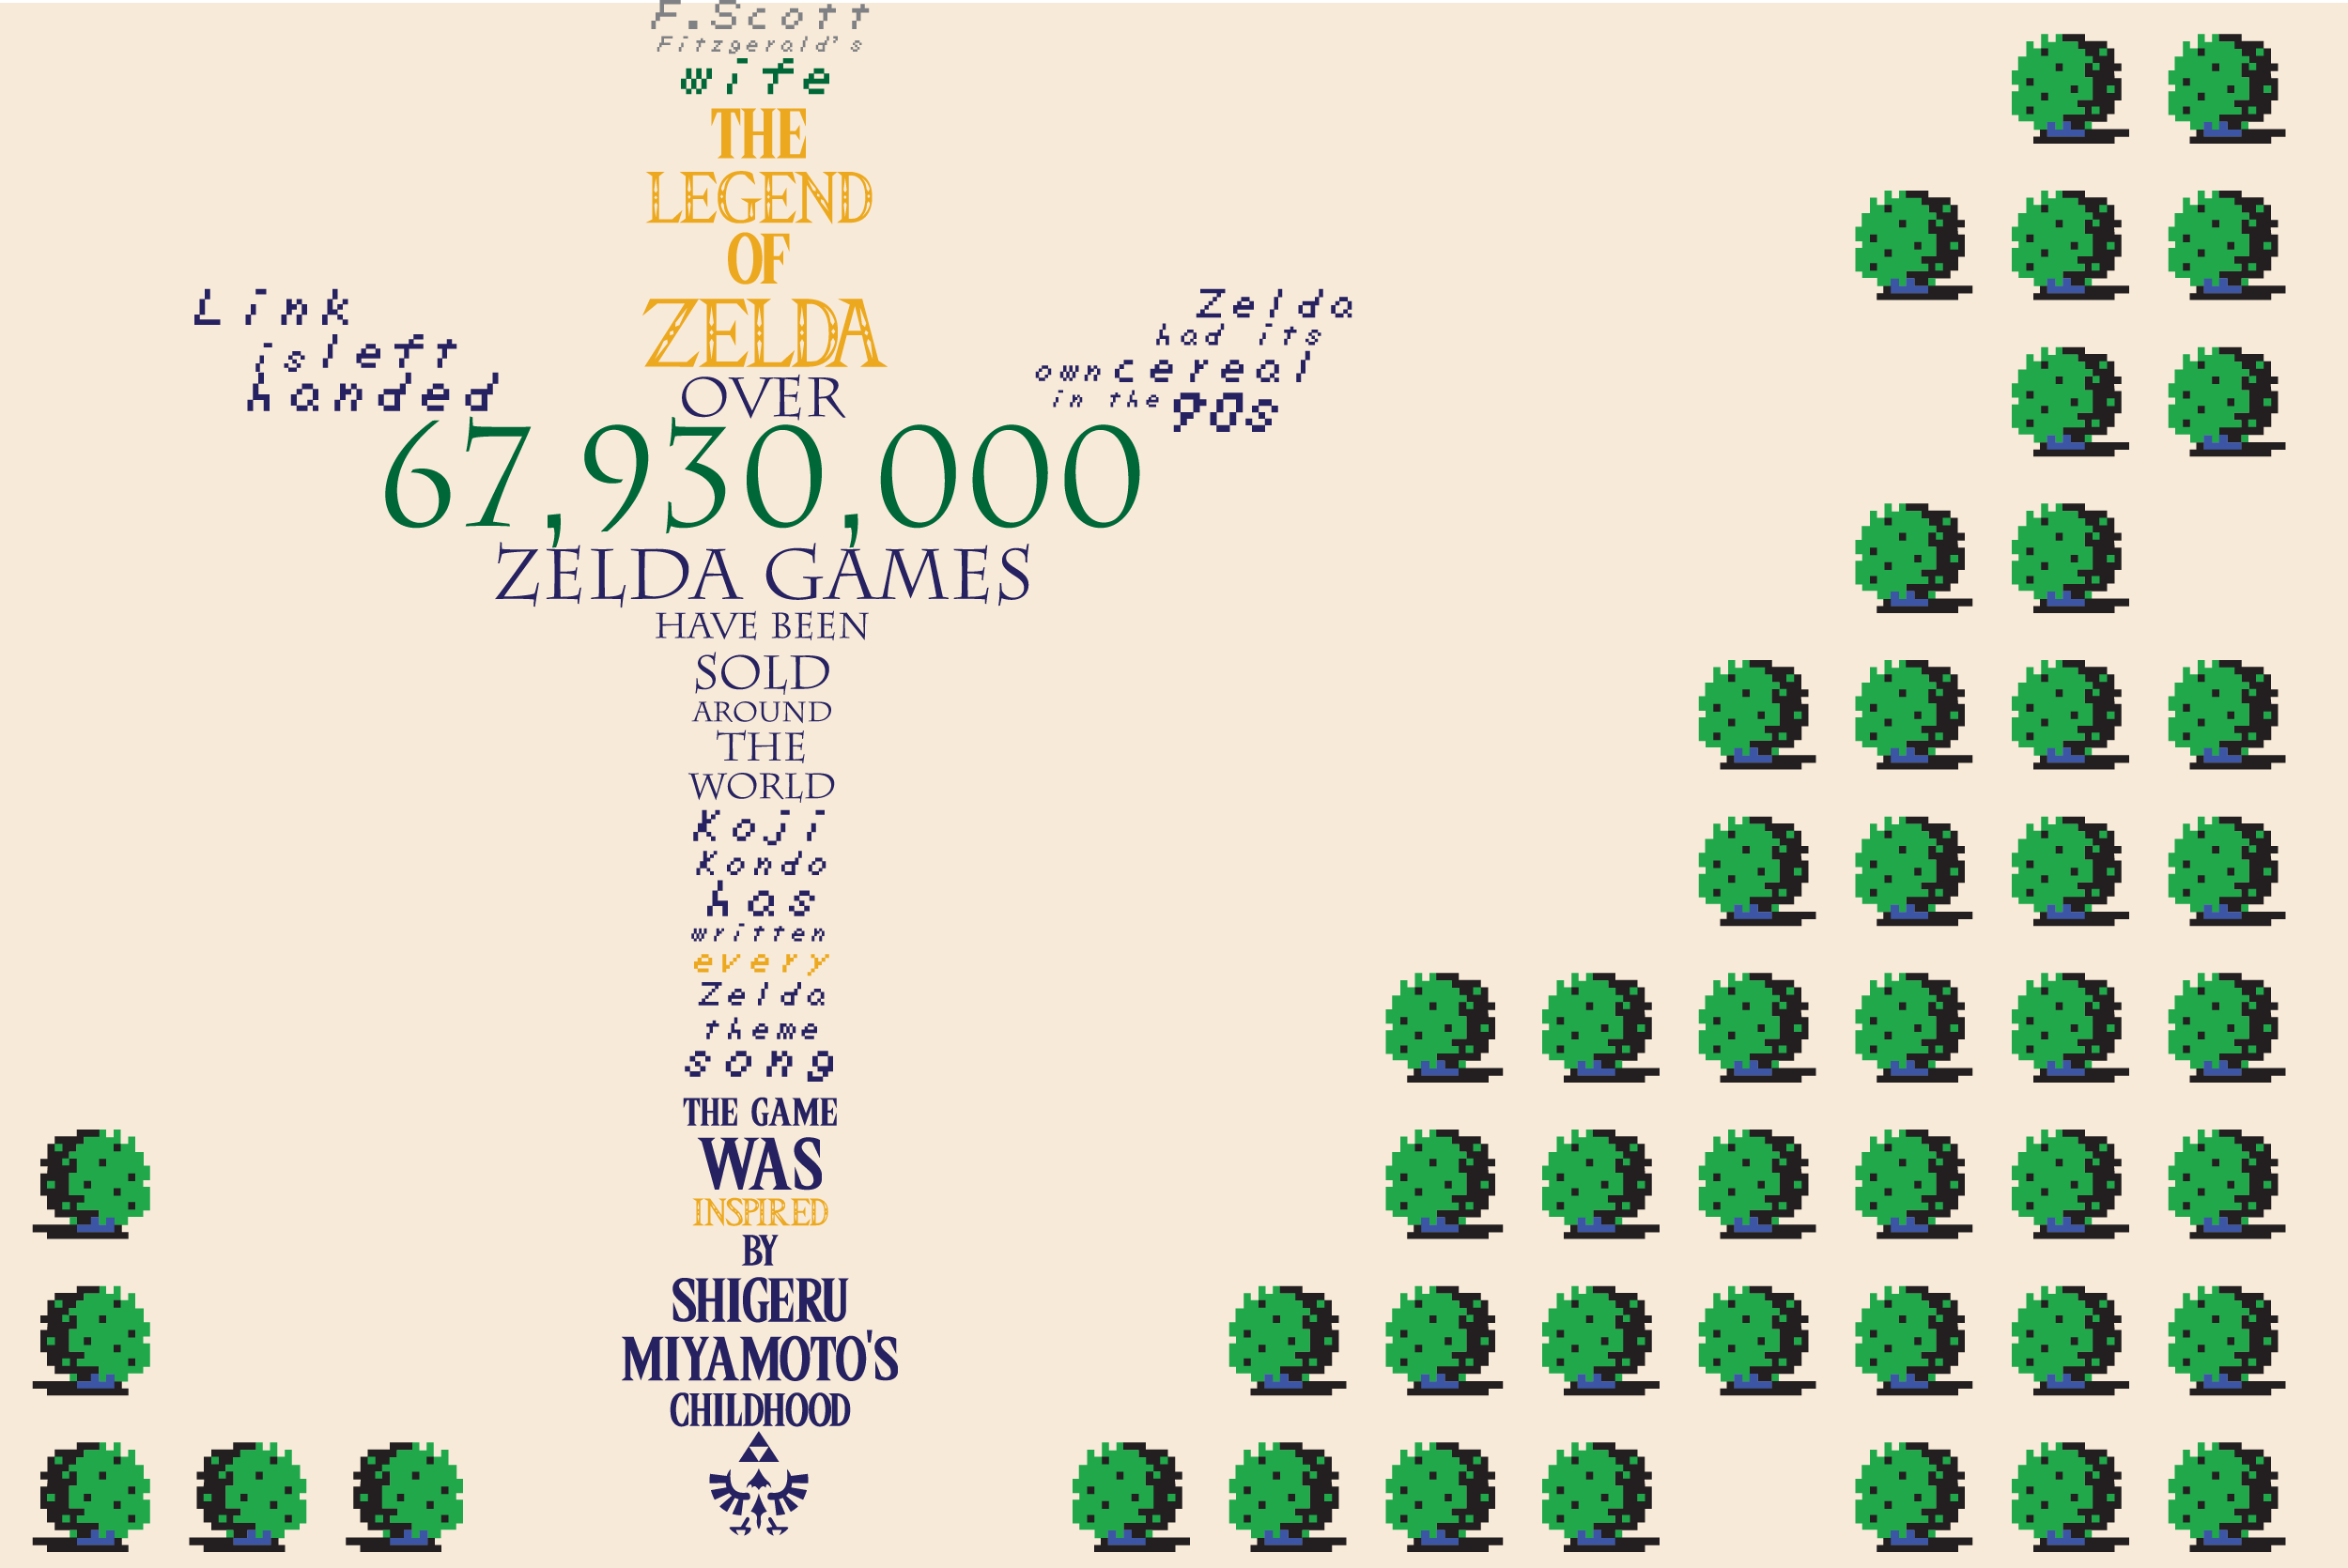 F.Scott
Fitzgerald's
wife
THE
LEGEND
OF
ZELDA
Link
is left
handed
Zelda
had its
own cereal
in the 90s
OVER
67,930,000
ZELDA GAMES
HAVE BEEN
SOLD
AROUND
THE
WORLD
Koji
Kondo
has
written
every
Zelda
theme
song
THE GAME
WAS
INSPIRED
BY
SHIGERU
MIYAMOTO'S
CHILDHOOD